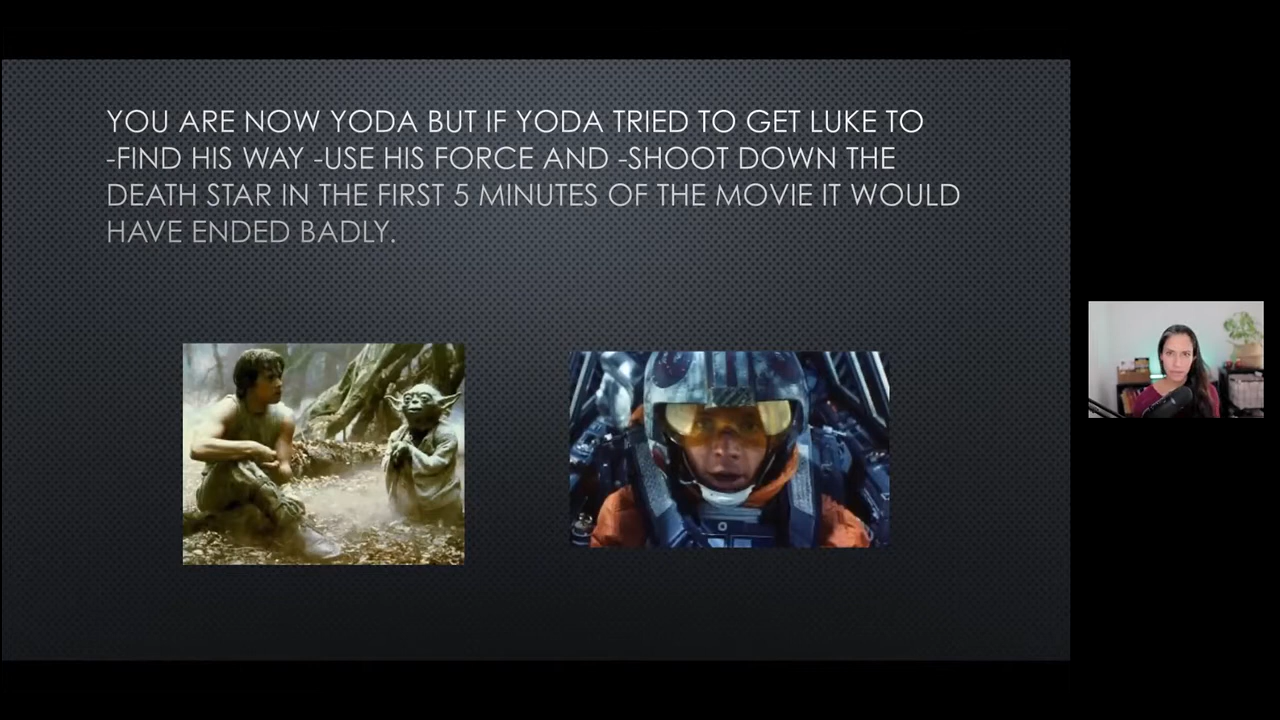 YOU ARE NOW YODA BUT IF YODA TRIED TO GET LUKE TO
-FIND HIS WAY -USE HIS FORCE AND -SHOOT DOWN THE
DEATH STAR IN THE FIRST 5 MINUTES OF THE MOVIE IT WOULD
HAVE ENDED BADLY.